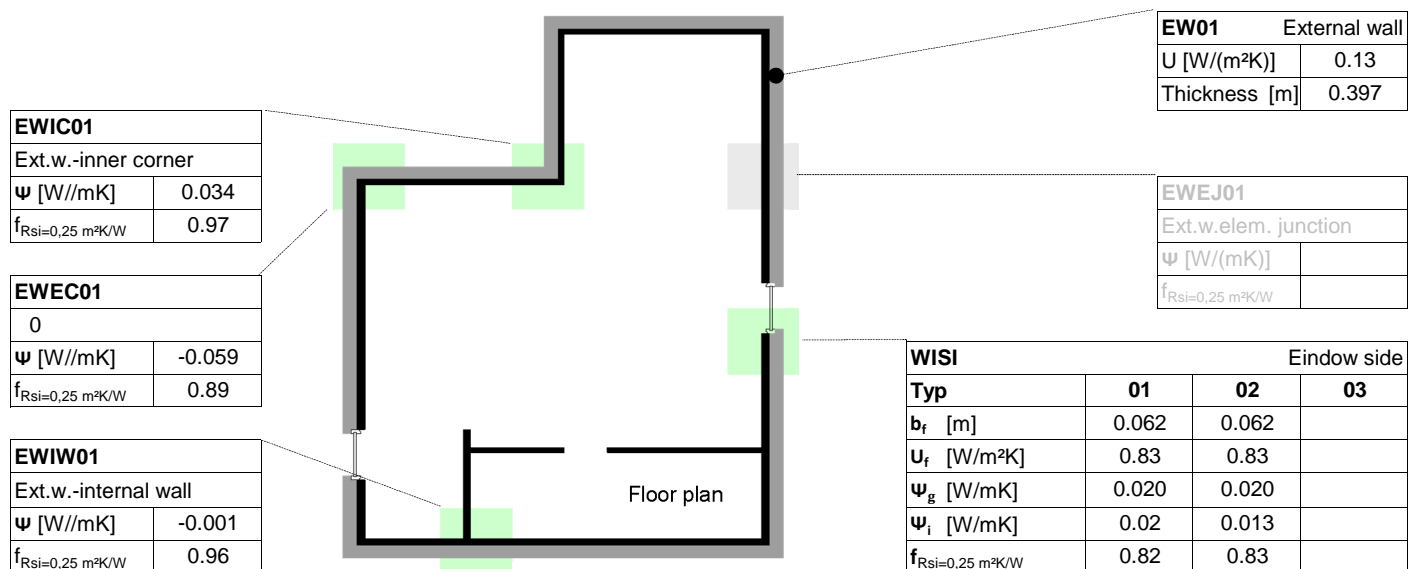 EW01 External wall
U [W/(m²K)] 0.13
Thickness [m] 0.397
EWIC01
Ext.w.-inner corner
Ψ [W//mK] 0.034
fRsi=0,25 m²K/W 0.97
EWEJ01
Ext.w.elem. junction
Ψ [W/(mK)]
fRsi=0,25 m²K/W
EWEC01
0
Ψ [W//mK] -0.059
fRsi=0,25 m²K/W 0.89
WISI Eindow side
Typ 01 02 03
bf [m] 0.062 0.062
Uf [W/m²K] 0.83 0.83
Ψg [W/mK] 0.020 0.020
Ψi [W/mK] 0.02 0.013
fRsi=0,25 m²K/W 0.82 0.83
EWIW01
Ext.w.-internal wall
Ψ [W//mK] -0.001
fRsi=0,25 m²K/W 0.96
Floor plan